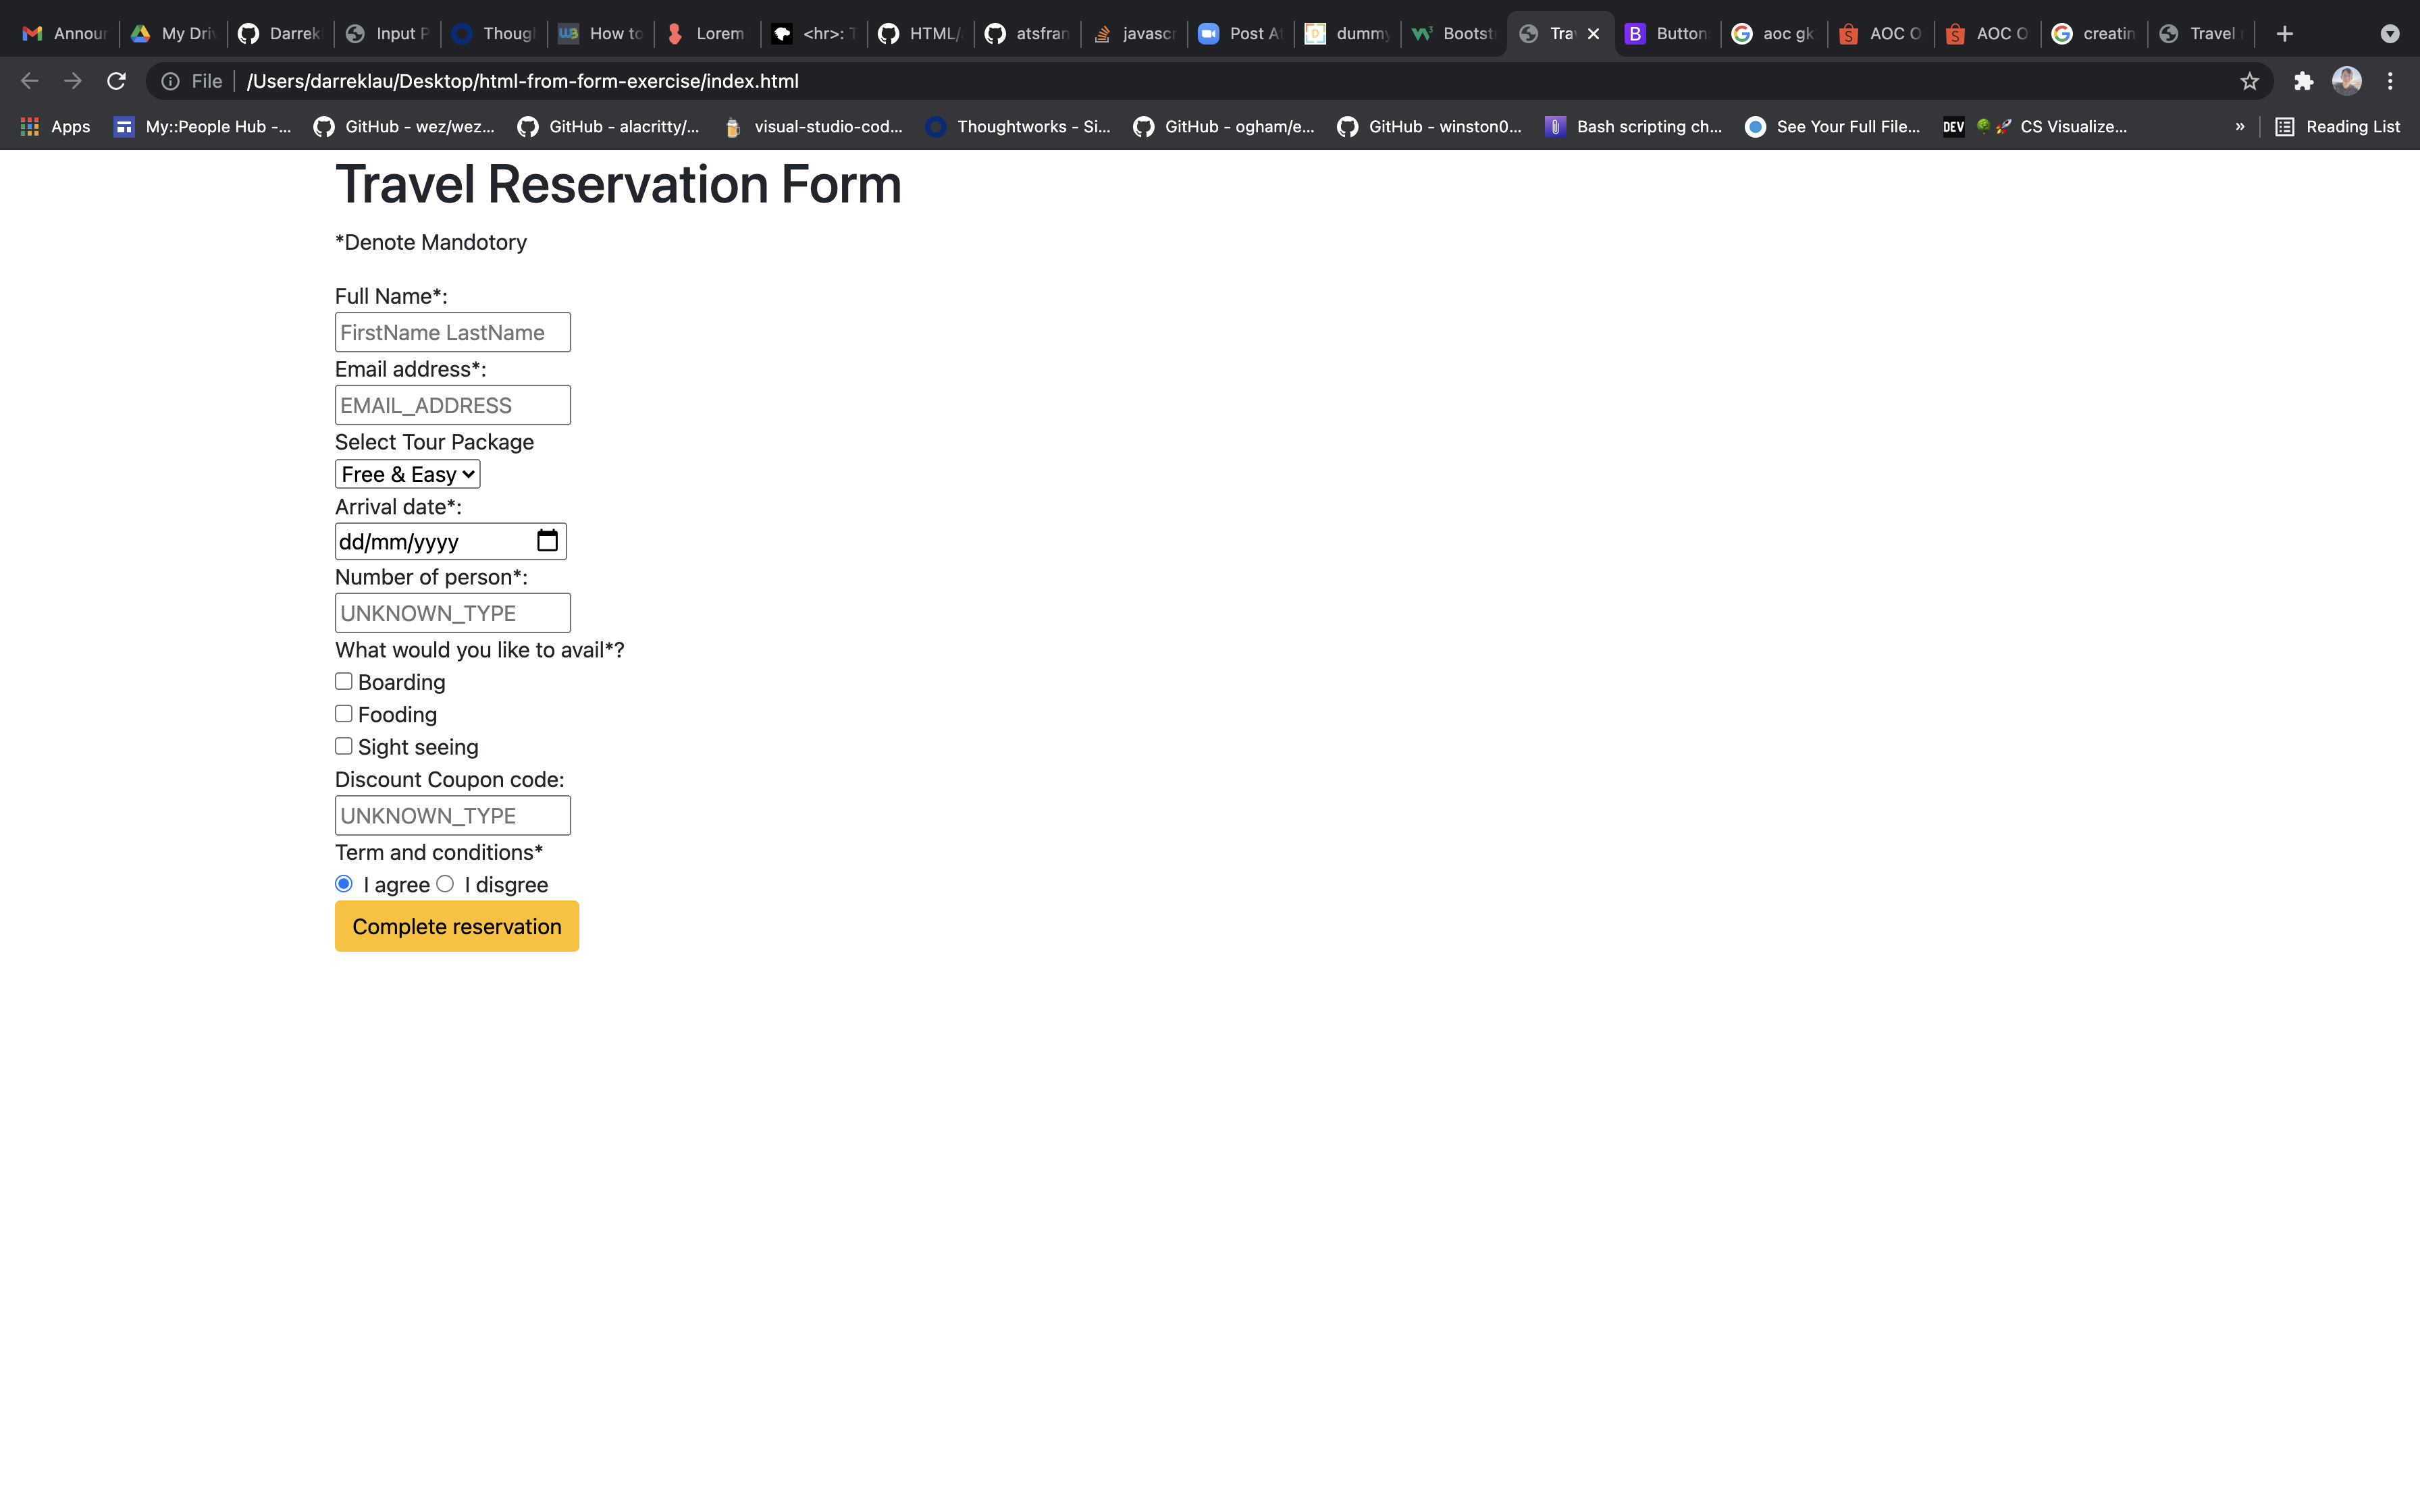 Annour My Driv Darrek Input P Though How to Lorem <hr>: T HTML/ atsfran javascr Post At dummy Bootst Trav Button aoc gk AOC O AOC O creatin Travel
File /Users/darreklau/Desktop/html-from-form-exercise/index.html
Apps My::People Hub -... GitHub - wez/wez... GitHub - alacritty/... visual-studio-cod... Thoughtworks - Si... GitHub - ogham/e... GitHub - winston0... Bash scripting ch... See Your Full File... DEV CS Visualize... » Reading List
Travel Reservation Form
*Denote Mandotory
Full Name*:
FirstName LastName
Email address*:
EMAIL_ADDRESS
Select Tour Package
Free & Easy
Arrival date*:
dd/mm/yyyy
Number of person*:
UNKNOWN_TYPE
What would you like to avail*?
Boarding
Fooding
Sight seeing
Discount Coupon code:
UNKNOWN_TYPE
Term and conditions*
I agree I disgree
Complete reservation